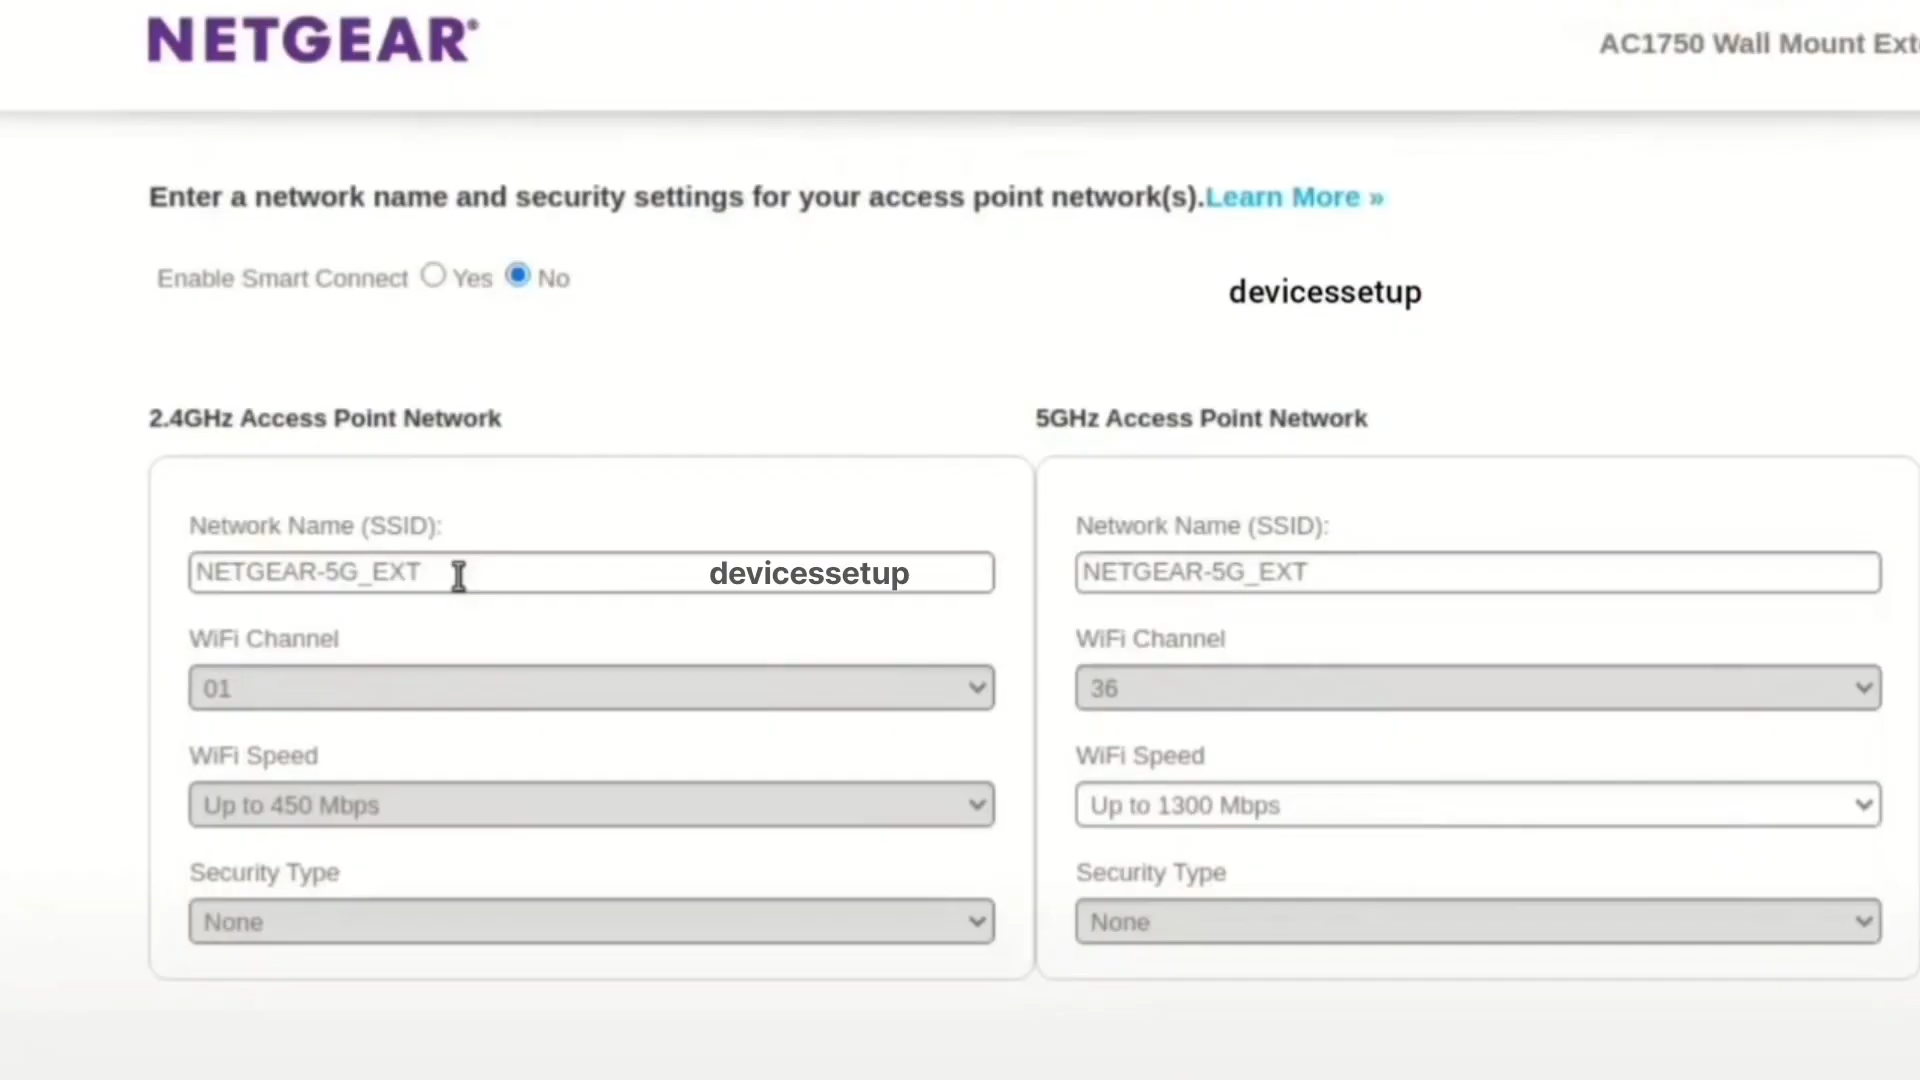 NETGEAR®
AC1750 Wall Mount
Enter a network name and security settings for your access point network(s).Learn More »
Enable Smart Connect Yes No
devicessetup
2.4GHz Access Point Network
5GHz Access Point Network
Network Name (SSID):
NETGEAR-5G_EXT
devicessetup
WiFi Channel
01
WiFi Speed
Up to 450 Mbps
Security Type
None
Network Name (SSID):
NETGEAR-5G_EXT
WiFi Channel
36
WiFi Speed
Up to 1300 Mbps
Security Type
None